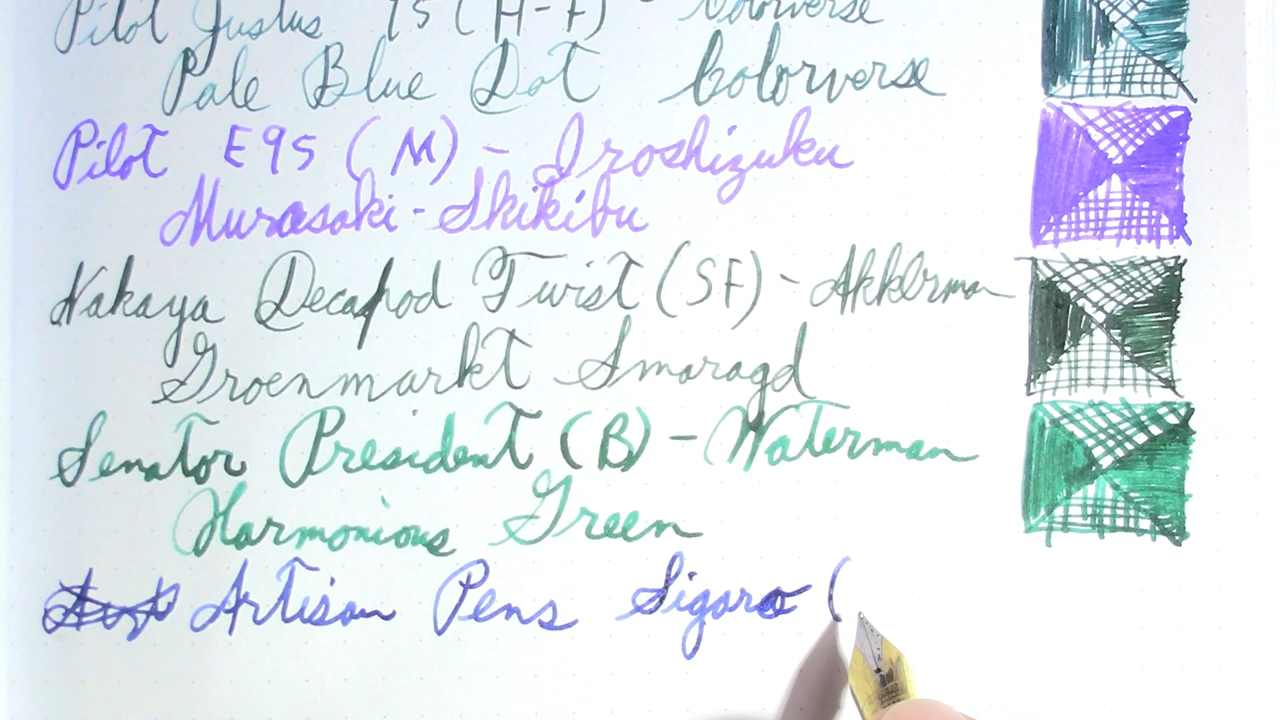 Pilot Justus 95 (H-F) - Colorverse
Pale Blue Dot Colorverse
Pilot E95 (M) - Iroshizuku
Murasaki-Shikibu
Nakaya Decapod Twist (SF) - Akkerman
Groenmarkt Smaragd
Senator President (B) - Waterman
Harmonious Green
Artisan Pens Sigaro (